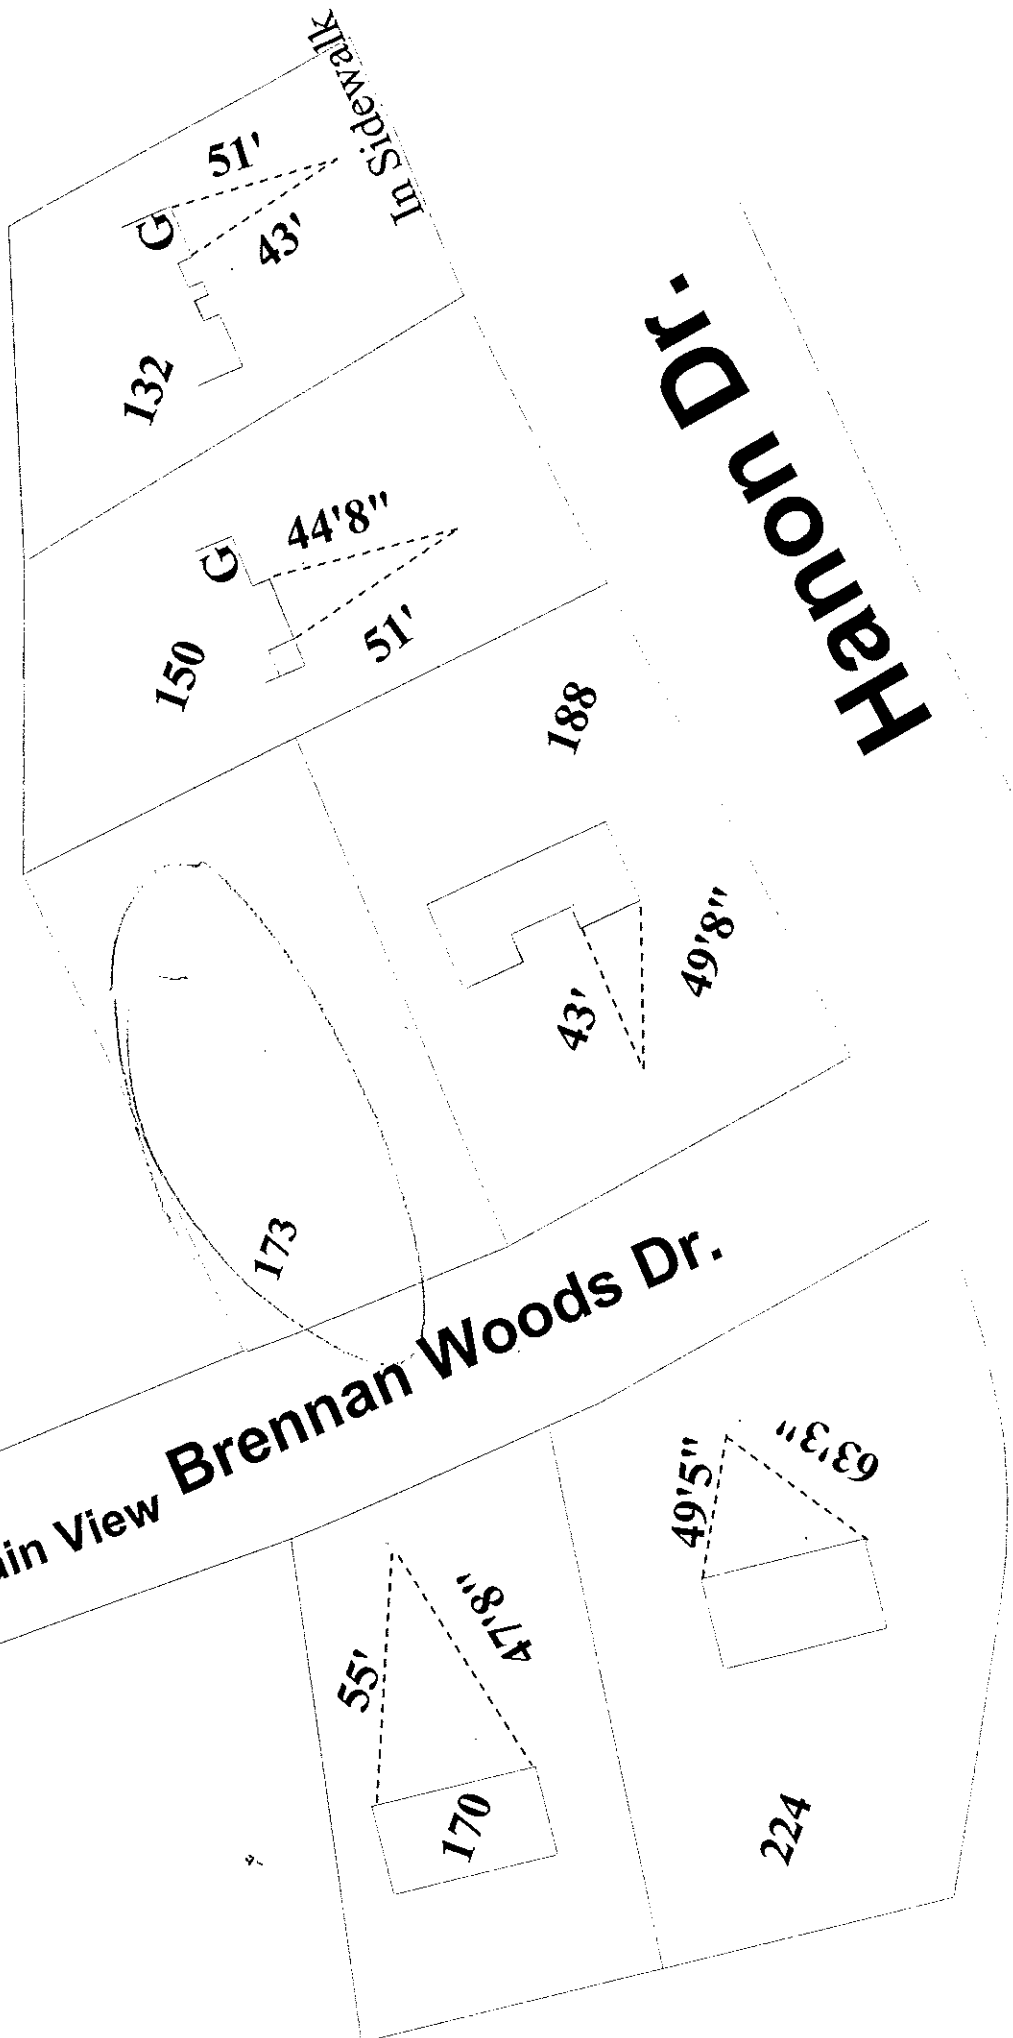 In Sidewalk
51'
G
43'
132
Hanon Dr.
44'8"
G
51'
150
188
49'8"
43'
173
Brennan Woods Dr.
View
49'5"
63'3"
55'
47'8"
170
224